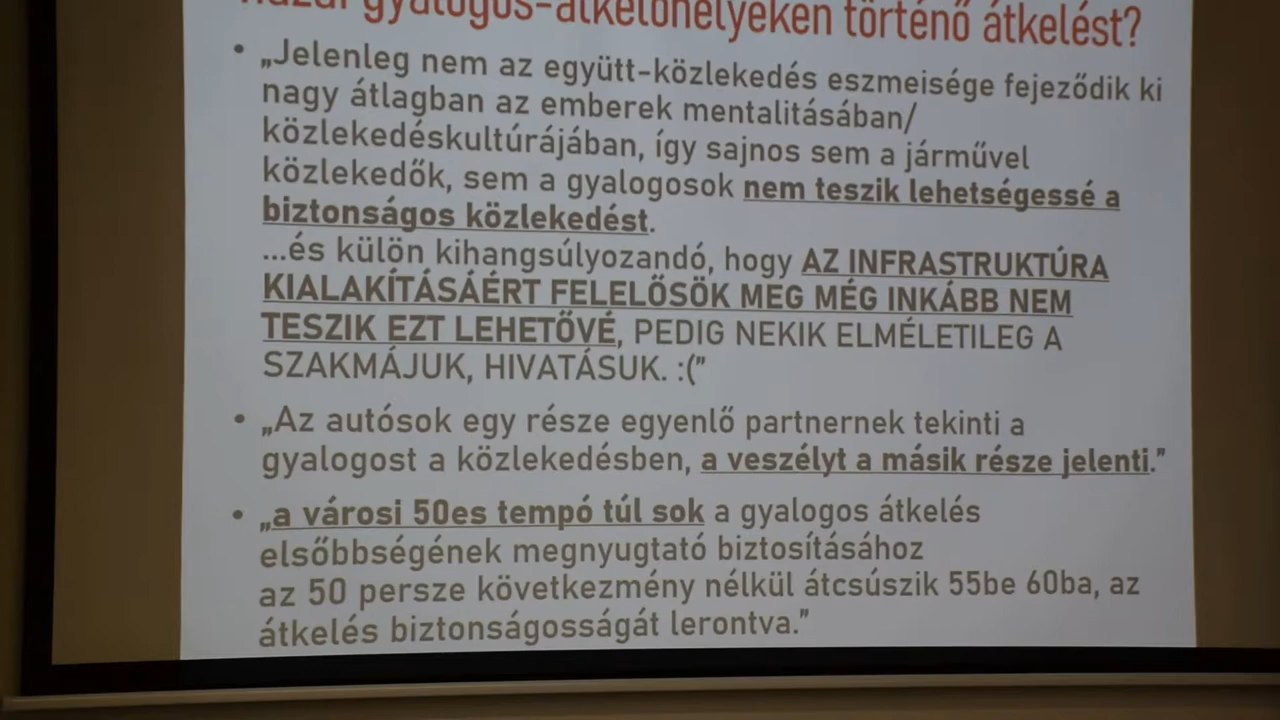 hazai gyalogos-átkelőhelyeken történő átkelést?
• „Jelenleg nem az együtt-közlekedés eszmeisége fejeződik ki
nagy átlagban az emberek mentalitásában/
közlekedéskultúrájában, így sajnos sem a járművel
közlekedők, sem a gyalogosok nem teszik lehetségessé a
biztonságos közlekedést.
...és külön kihangsúlyozandó, hogy AZ INFRASTRUKTÚRA
KIALAKÍTÁSÁÉRT FELELŐSÖK MEG MÉG INKÁBB NEM
TESZIK EZT LEHETŐVÉ, PEDIG NEKIK ELMÉLETILEG A
SZAKMÁJUK, HIVATÁSUK. :("
• „Az autósok egy része egyenlő partnernek tekinti a
gyalogost a közlekedésben, a veszélyt a másik része jelenti."
• „a városi 50es tempó túl sok a gyalogos átkelés
elsőbbségének megnyugtató biztosításához
az 50 persze következmény nélkül átcsúszik 55be 60ba, az
átkelés biztonságosságát lerontva."